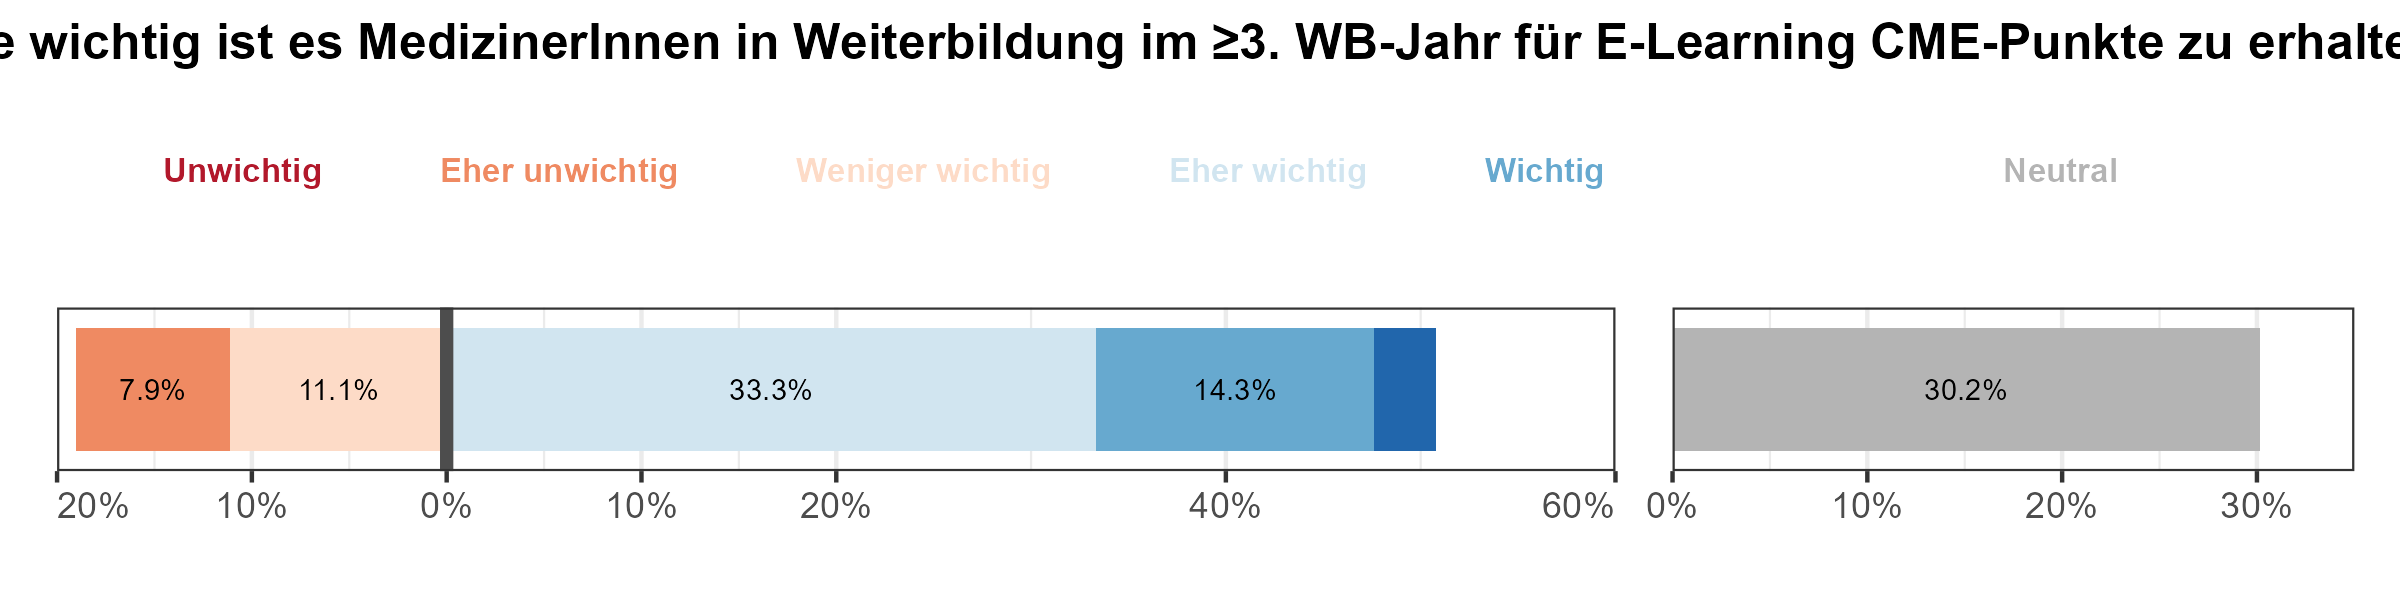 e wichtig ist es MedizinerInnen in Weiterbildung im ≥3. WB-Jahr für E-Learning CME-Punkte zu erhalte
Unwichtig Eher unwichtig Weniger wichtig Eher wichtig Wichtig Neutral
7.9% 11.1% 33.3% 14.3% 30.2%
20% 10% 0% 10% 20% 40% 60% 0% 10% 20% 30%